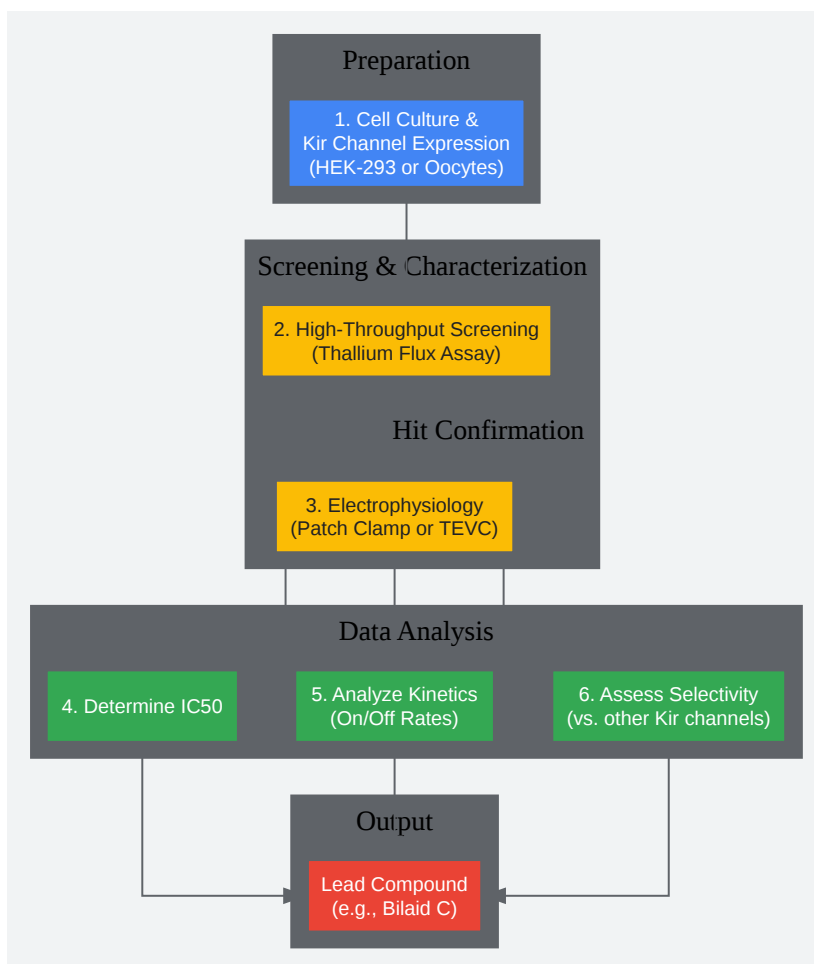 Preparation
1. Cell Culture &
Kir Channel Expression
(HEK-293 or Oocytes)
Screening & Characterization
2. High-Throughput Screening
(Thallium Flux Assay)
Hit Confirmation
3. Electrophysiology
(Patch Clamp or TEVC)
Data Analysis
4. Determine IC50
5. Analyze Kinetics
(On/Off Rates)
6. Assess Selectivity
(vs. other Kir channels)
Output
Lead Compound
(e.g., Bilaid C)